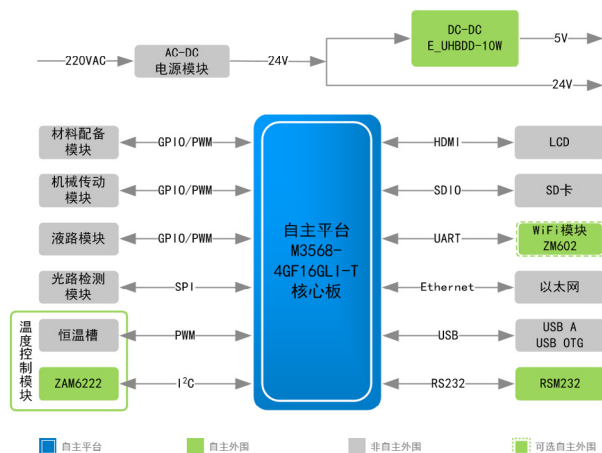 220VAC
AC-DC
电源模块
24V
DC-DC
E_UHBDD-10W
5V
24V
材料配备
模块
GPIO/PWM
机械传动
模块
GPIO/PWM
液路模块
GPIO/PWM
光路检测
模块
SPI
温度控制模块
恒温槽
PWM
ZAM6222
I²C
自主平台
M3568-
4GF16GLI-T
核心板
HDMI
LCD
SDIO
SD卡
UART
WiFi模块
ZM602
Ethernet
以太网
USB
USB A
USB OTG
RS232
RSM232
自主平台
自主外围
非自主外围
可选自主外围